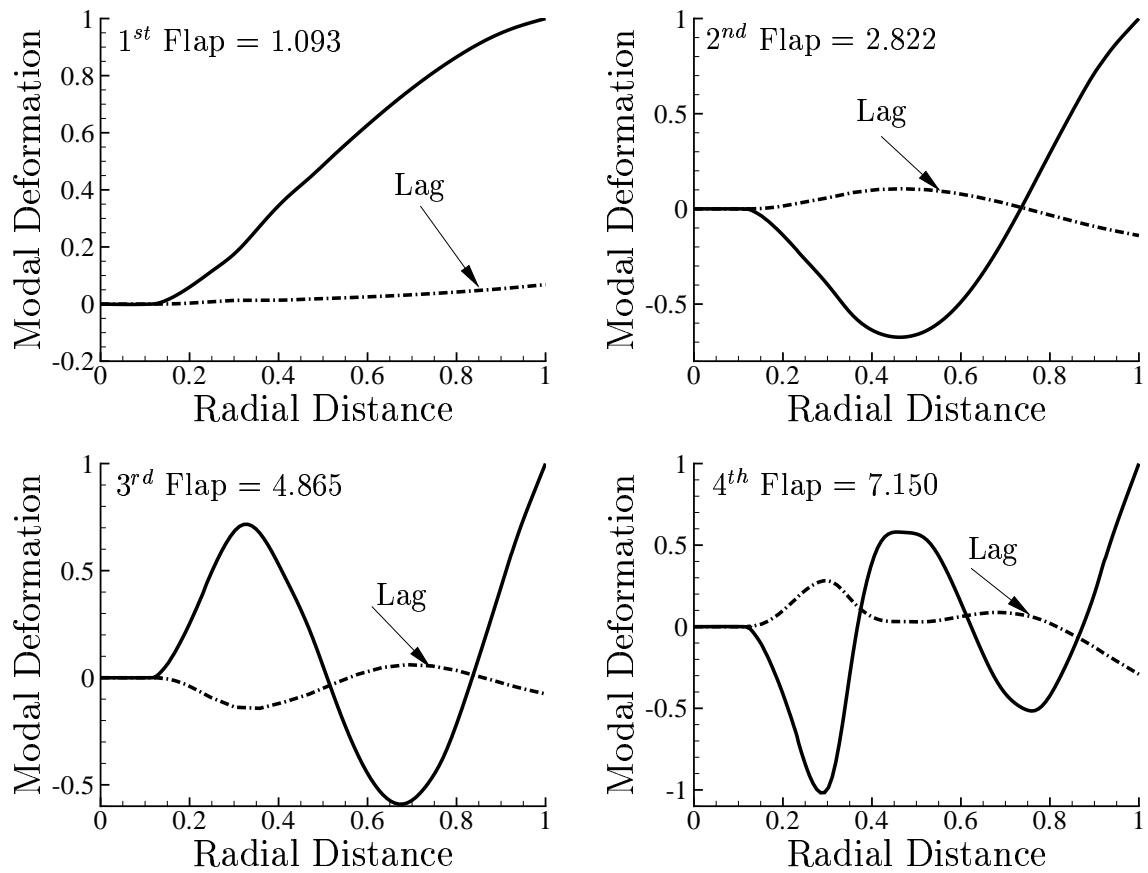 1st Flap = 1.093
Lag
Modal Deformation
1
0.8
0.6
0.4
0.2
0
-0.2
0 0.2 0.4 0.6 0.8 1
Radial Distance
2nd Flap = 2.822
Lag
Modal Deformation
1
0.5
0
-0.5
0 0.2 0.4 0.6 0.8 1
Radial Distance
3rd Flap = 4.865
Lag
Modal Deformation
1
0.5
0
-0.5
0 0.2 0.4 0.6 0.8 1
Radial Distance
4th Flap = 7.150
Lag
Modal Deformation
1
0.5
0
-0.5
-1
0 0.2 0.4 0.6 0.8 1
Radial Distance